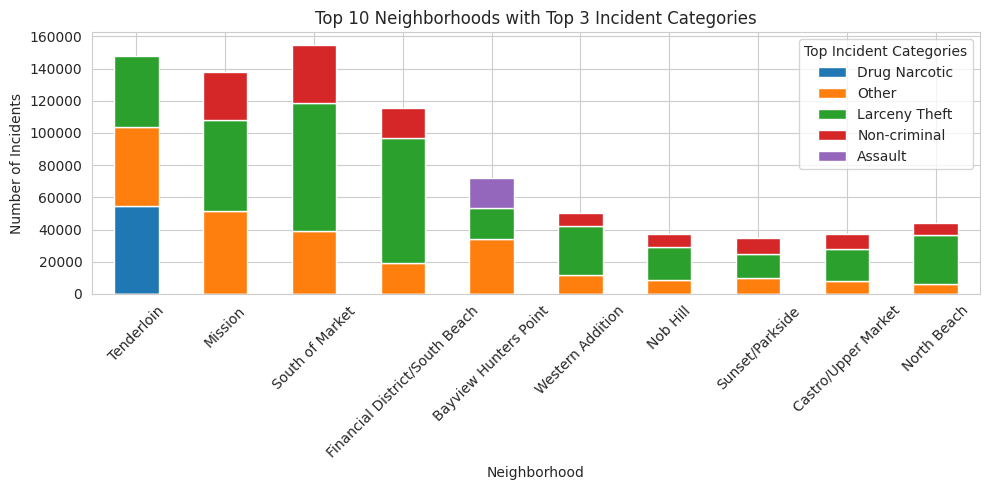 Top 10 Neighborhoods with Top 3 Incident Categories
Number of Incidents
160000
140000
120000
100000
80000
60000
40000
20000
0
Top Incident Categories
Drug Narcotic
Other
Larceny Theft
Non-criminal
Assault
Tenderloin
Mission
South of Market
Financial District/South Beach
Bayview Hunters Point
Western Addition
Nob Hill
Sunset/Parkside
Castro/Upper Market
North Beach
Neighborhood